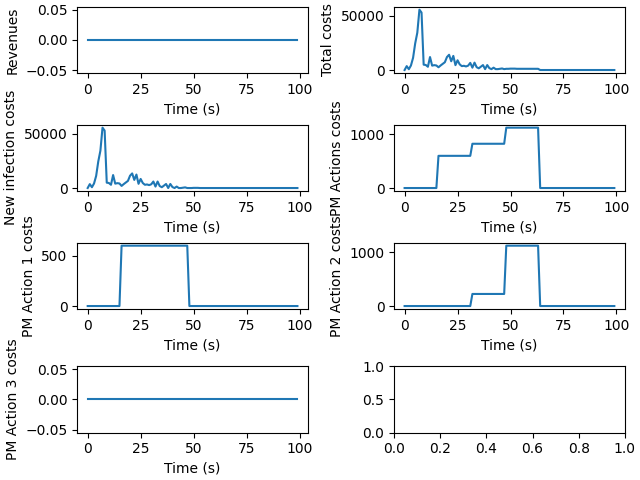 Revenues
0.05
0.00
−0.05
0 25 50 75 100
Time (s)
Total costs
50000
0
0 25 50 75 100
Time (s)
New infection costs
50000
0
0 25 50 75 100
Time (s)
PM Actions costs
1000
0
0 25 50 75 100
Time (s)
PM Action 1 costs
500
0
0 25 50 75 100
Time (s)
PM Action 2 costs
1000
0
0 25 50 75 100
Time (s)
PM Action 3 costs
0.05
0.00
−0.05
0 25 50 75 100
Time (s)
1.0
0.5
0.0
0.0 0.2 0.4 0.6 0.8 1.0